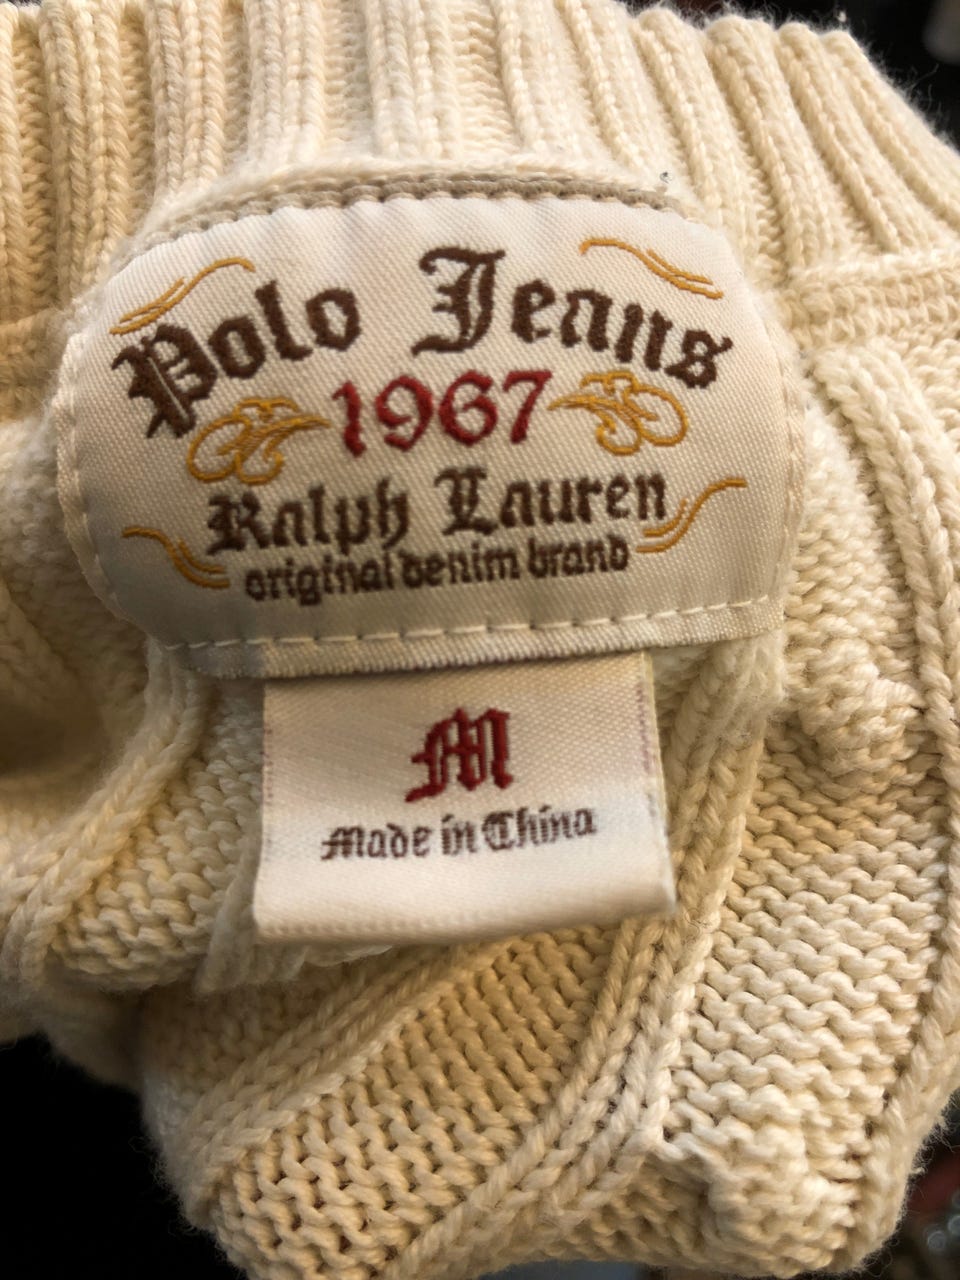 Polo Jeans
1967
Ralph Lauren
original denim brand
M
Made in China